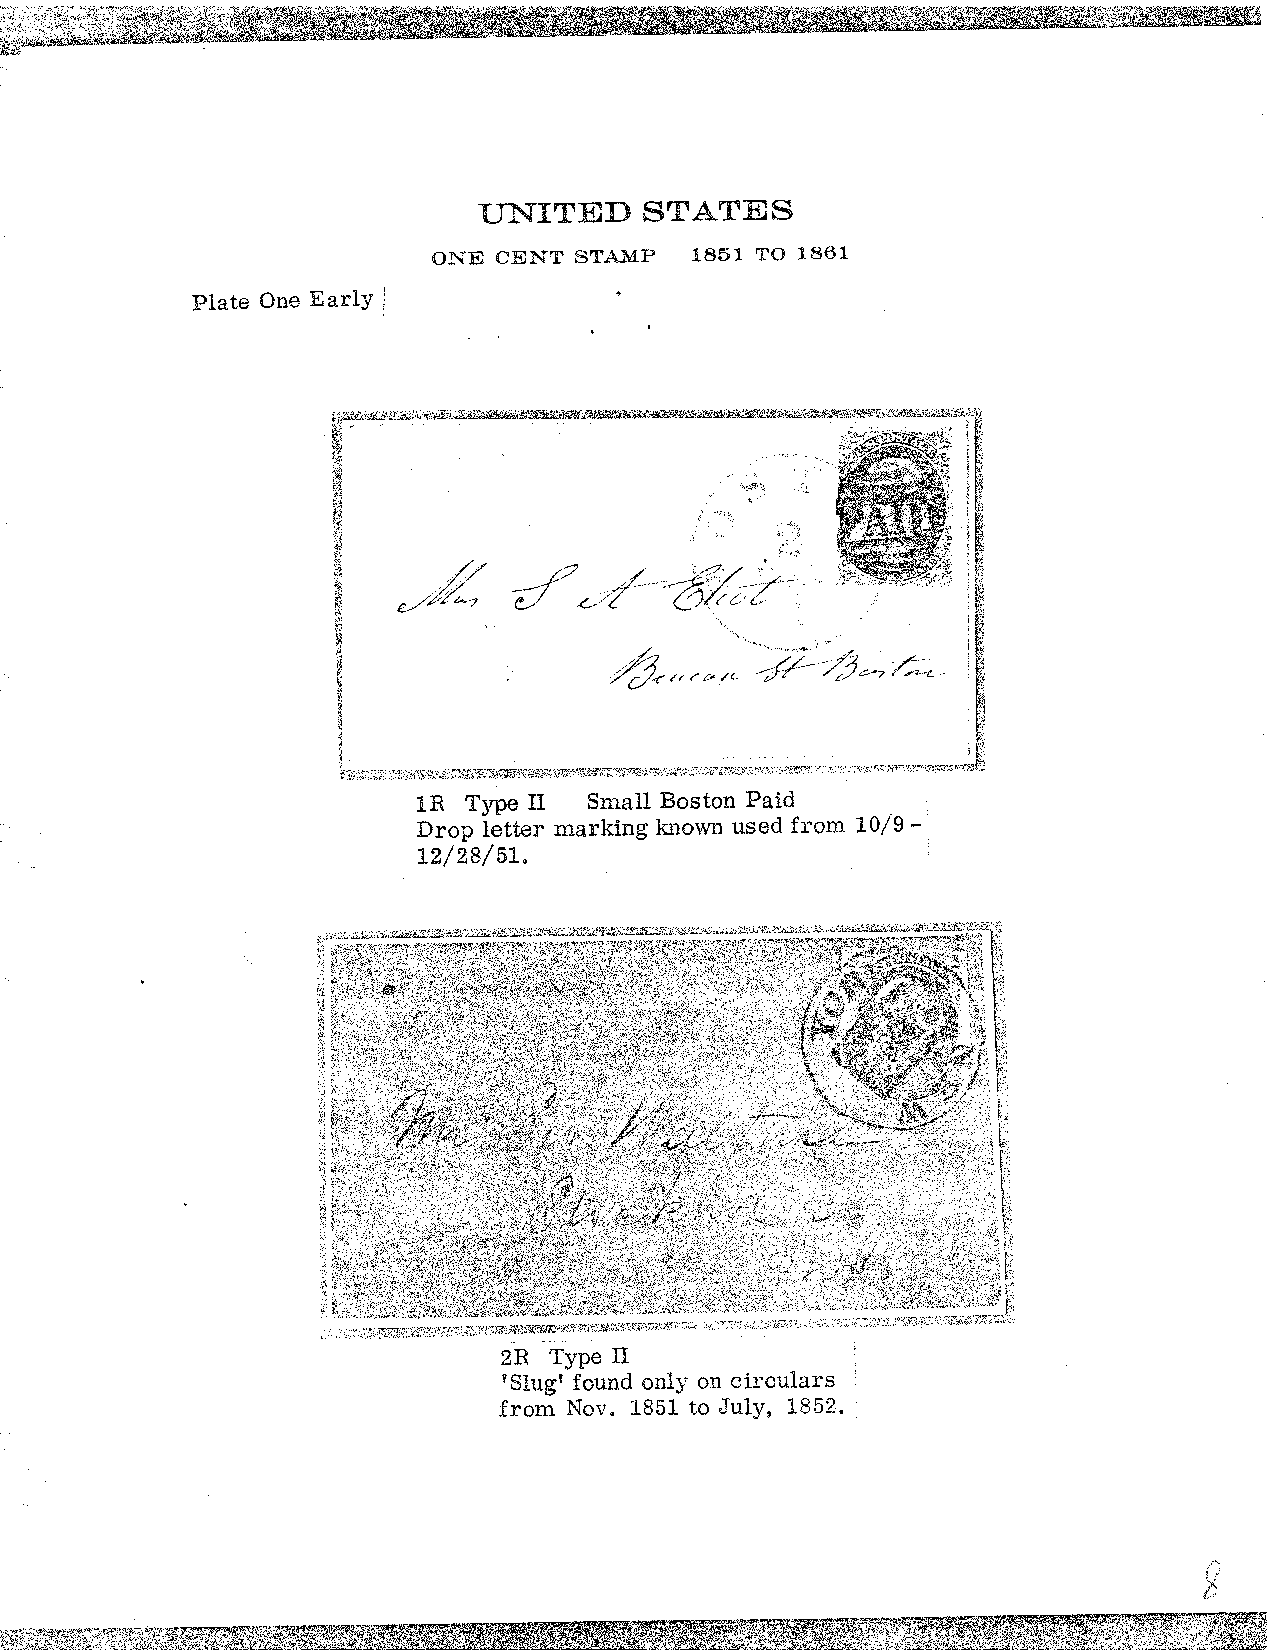 UNITED STATES
ONE CENT STAMP 1851 TO 1861
Plate One Early
PAID
2
Mrs S A Eliot
Beacon St Boston
1R Type II Small Boston Paid
Drop letter marking known used from 10/9 -
12/28/51.
2R Type II
'Slug' found only on circulars
from Nov. 1851 to July, 1852.
8